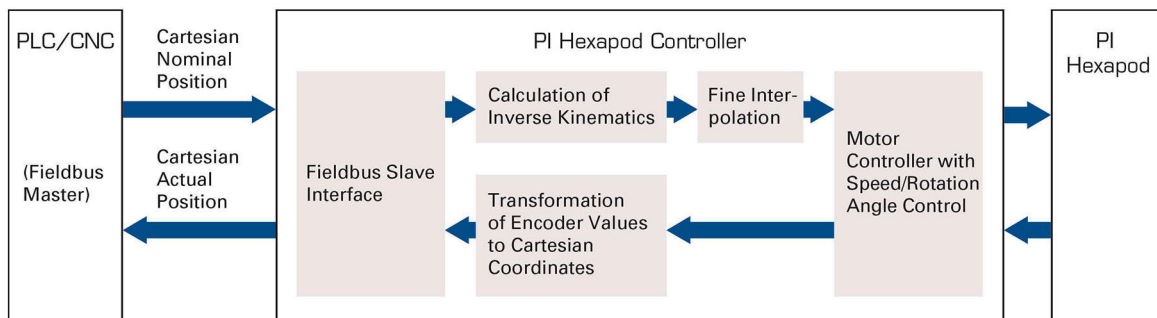 PLC/CNC
(Fieldbus
Master)
Cartesian
Nominal
Position
Cartesian
Actual
Position
PI Hexapod Controller
Fieldbus Slave
Interface
Calculation of
Inverse Kinematics
Fine Inter-
polation
Transformation
of Encoder Values
to Cartesian
Coordinates
Motor
Controller with
Speed/Rotation
Angle Control
PI
Hexapod